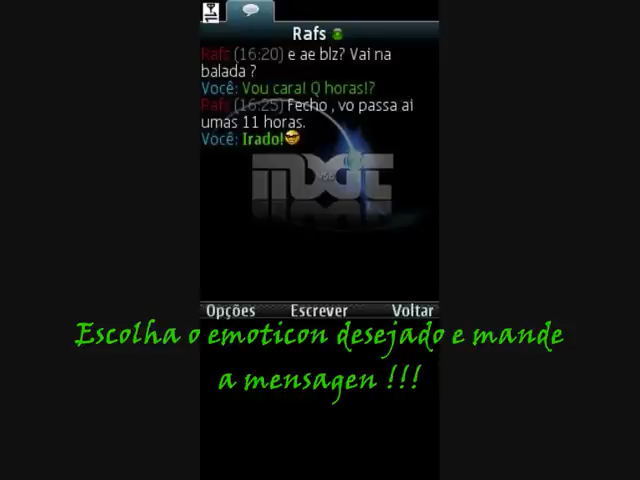 Rafs
Rafs (16:20) e ae blz? Vai na
balada ?
Você: Vou cara! Q horas!?
Rafs (16:25) Fecho , vo passa ai
umas 11 horas.
Você: Irado!
Opções Escrever Voltar
Escolha o emoticon desejado e mande
a mensagen !!!